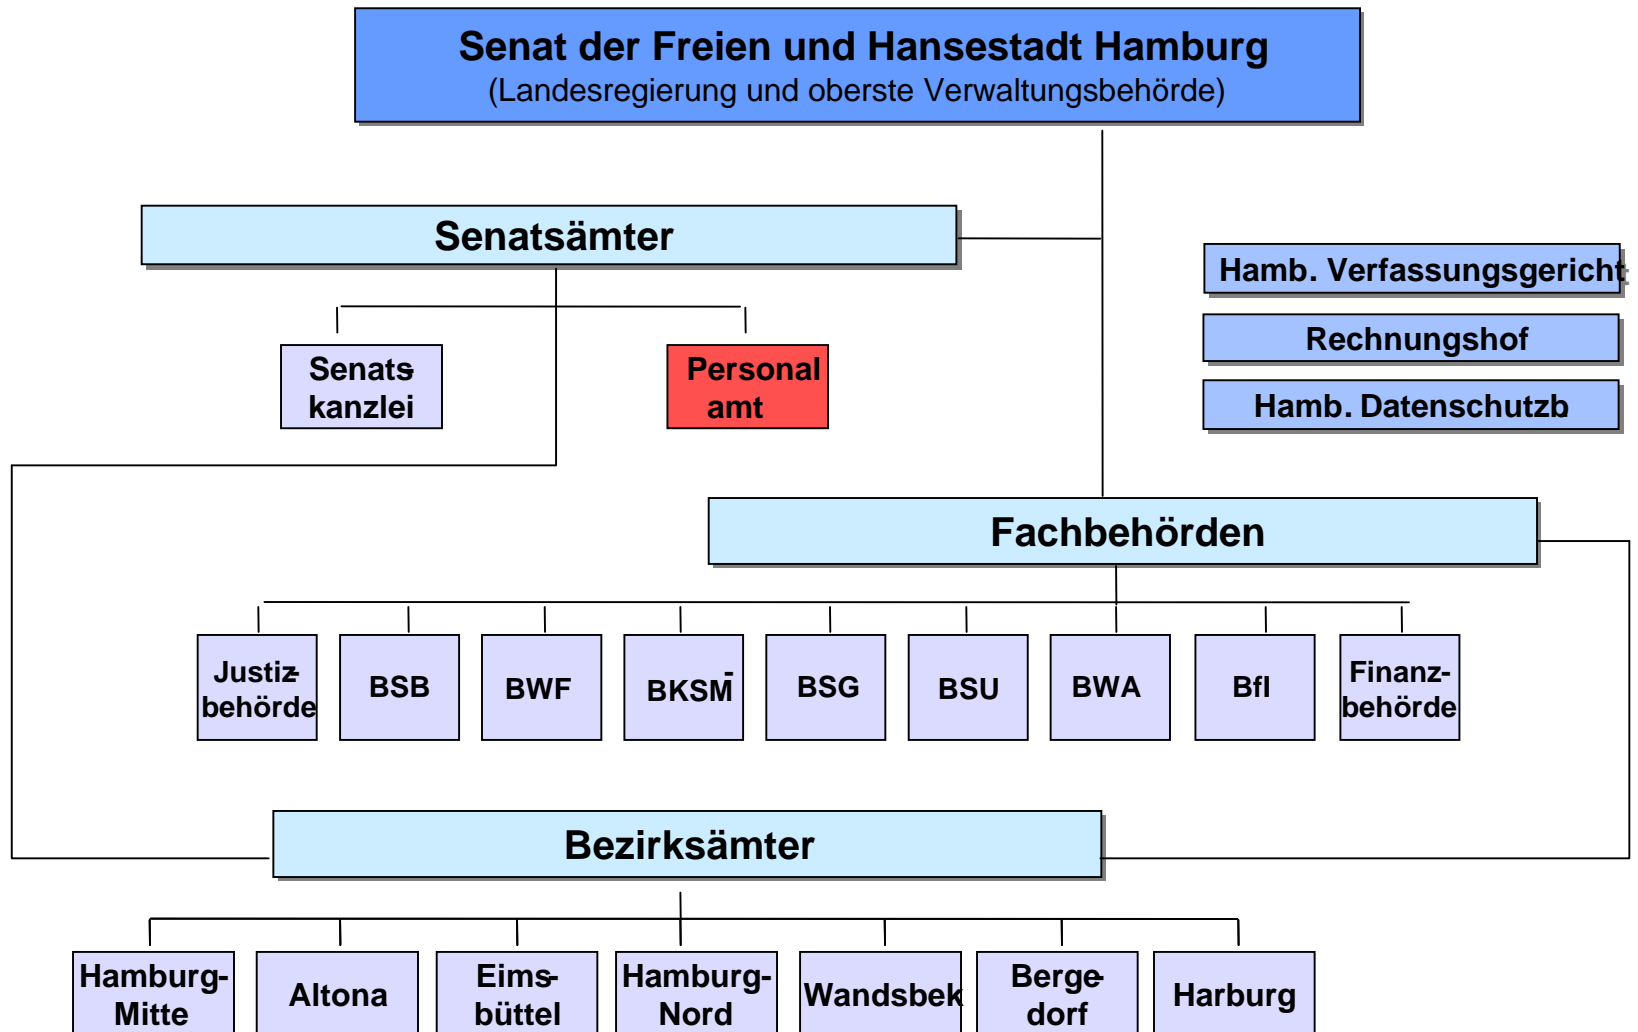 Senat der Freien und Hansestadt Hamburg
(Landesregierung und oberste Verwaltungsbehörde)
Senatsämter
Hamb. Verfassungsgericht
Rechnungshof
Hamb. Datenschutzb.
Senats-
kanzlei
Personal
amt
Fachbehörden
Justiz-
behörde
BSB
BWF
BKSM-
BSG
BSU
BWA
BfI
Finanz-
behörde
Bezirksämter
Hamburg-
Mitte
Altona
Eims-
büttel
Hamburg-
Nord
Wandsbek
Berge-
dorf
Harburg